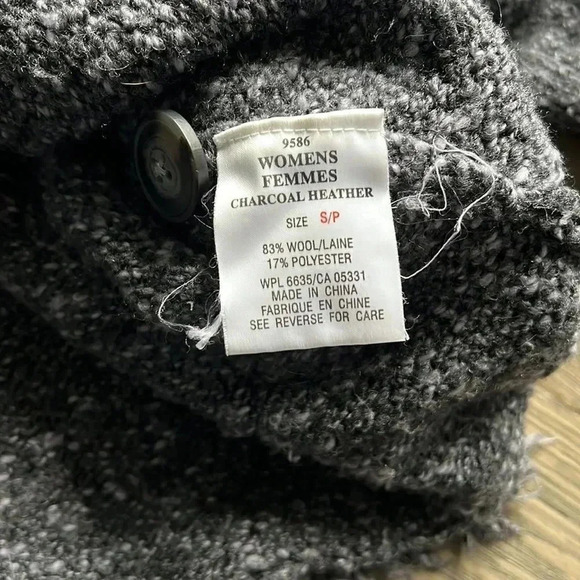 9586
WOMENS
FEMMES
CHARCOAL HEATHER
SIZE S/P
83% WOOL/LAINE
17% POLYESTER
WPL 6635/CA 05331
MADE IN CHINA
FABRIQUE EN CHINE
SEE REVERSE FOR CARE